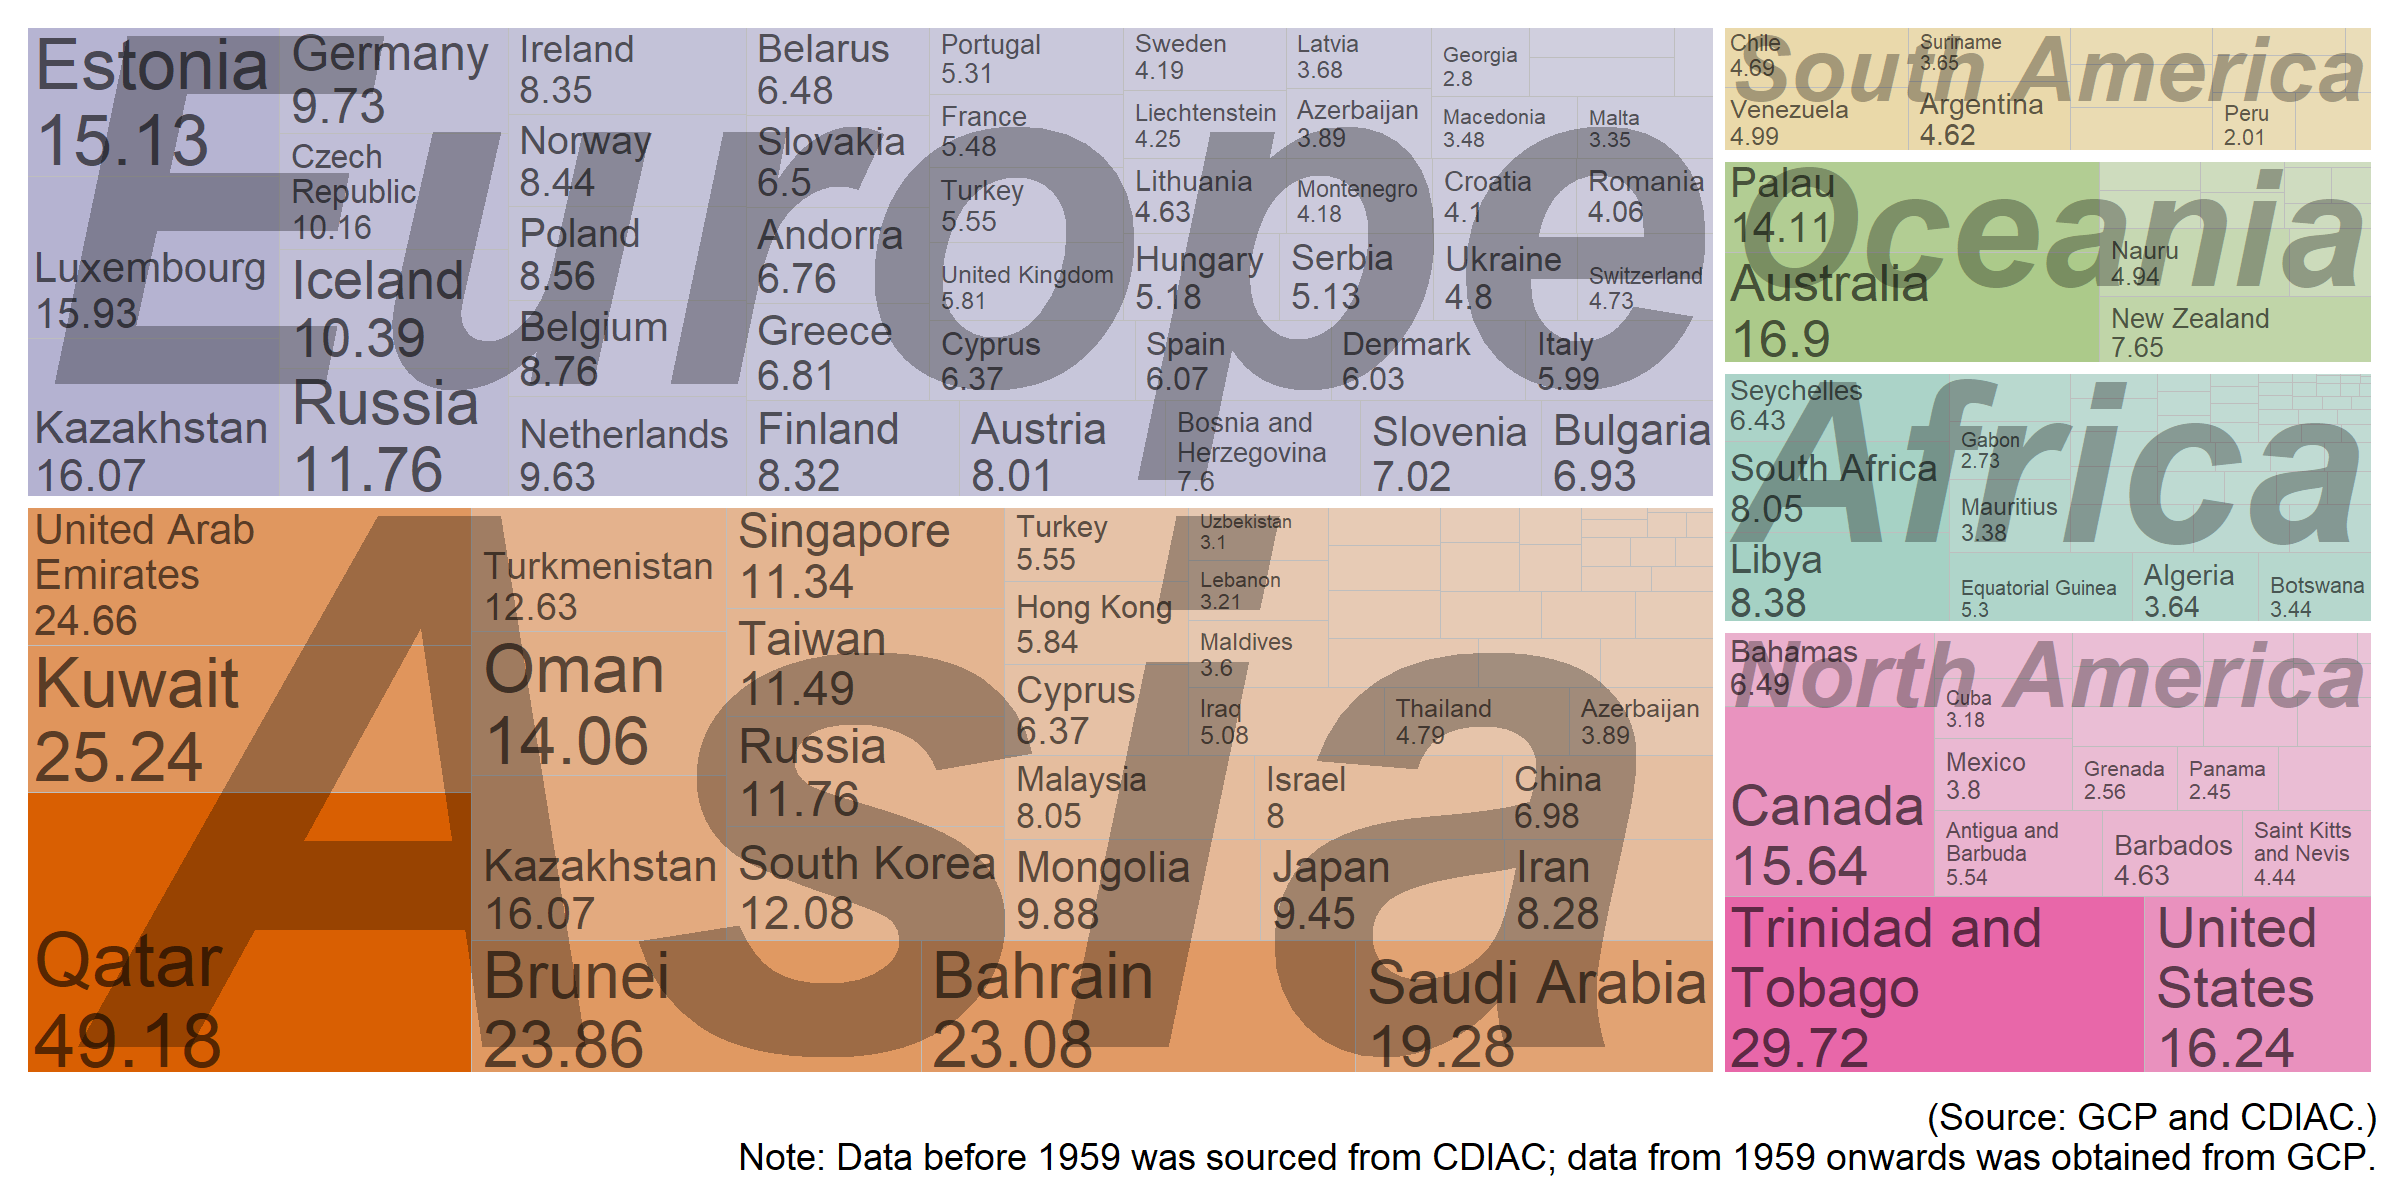 Europe
Estonia
15.13
Luxembourg
15.93
Kazakhstan
16.07
Germany
9.73
Czech
Republic
10.16
Iceland
10.39
Russia
11.76
Ireland
8.35
Norway
8.44
Poland
8.56
Belgium
8.76
Netherlands
9.63
Belarus
6.48
Slovakia
6.5
Andorra
6.76
Greece
6.81
Finland
8.32
Portugal
5.31
France
5.48
Turkey
5.55
United Kingdom
5.81
Cyprus
6.37
Austria
8.01
Sweden
4.19
Liechtenstein
4.25
Lithuania
4.63
Hungary
5.18
Spain
6.07
Bosnia and
Herzegovina
7.6
Latvia
3.68
Azerbaijan
3.89
Montenegro
4.18
Serbia
5.13
Denmark
6.03
Slovenia
7.02
Georgia
2.8
Macedonia
3.48
Croatia
4.1
Ukraine
4.8
Italy
5.99
Bulgaria
6.93
Malta
3.35
Romania
4.06
Switzerland
4.73
Asia
United Arab
Emirates
24.66
Kuwait
25.24
Qatar
49.18
Turkmenistan
12.63
Oman
14.06
Kazakhstan
16.07
Brunei
23.86
Singapore
11.34
Taiwan
11.49
Russia
11.76
South Korea
12.08
Bahrain
23.08
Turkey
5.55
Hong Kong
5.84
Cyprus
6.37
Malaysia
8.05
Mongolia
9.88
Uzbekistan
3.1
Lebanon
3.21
Maldives
3.6
Iraq
5.08
Israel
8
Japan
9.45
Thailand
4.79
Azerbaijan
3.89
China
6.98
Iran
8.28
Saudi Arabia
19.28
South America
Chile
4.69
Venezuela
4.99
Suriname
3.65
Argentina
4.62
Peru
2.01
Oceania
Palau
14.11
Australia
16.9
Nauru
4.94
New Zealand
7.65
Africa
Seychelles
6.43
South Africa
8.05
Libya
8.38
Gabon
2.73
Mauritius
3.38
Equatorial Guinea
5.3
Algeria
3.64
Botswana
3.44
North America
Bahamas
6.49
Canada
15.64
Cuba
3.18
Mexico
3.8
Grenada
2.56
Panama
2.45
Antigua and
Barbuda
5.54
Barbados
4.63
Saint Kitts
and Nevis
4.44
Trinidad and
Tobago
29.72
United
States
16.24
(Source: GCP and CDIAC.)
Note: Data before 1959 was sourced from CDIAC; data from 1959 onwards was obtained from GCP.